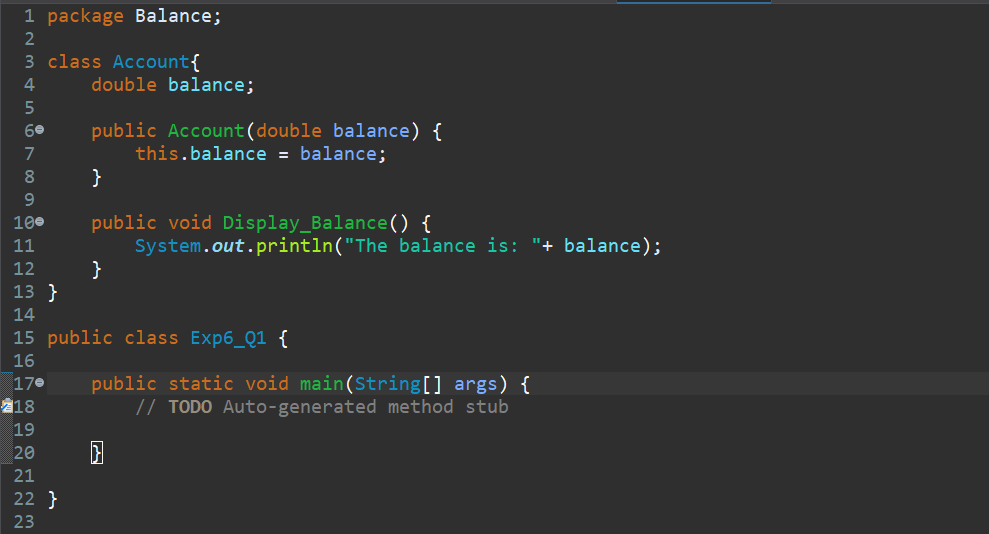 1 package Balance;
2
3 class Account{
4     double balance;
5
6     public Account(double balance) {
7         this.balance = balance;
8     }
9
10     public void Display_Balance() {
11         System.out.println("The balance is: "+ balance);
12     }
13 }
14
15 public class Exp6_Q1 {
16
17     public static void main(String[] args) {
18         // TODO Auto-generated method stub
19
20     }
21
22 }
23